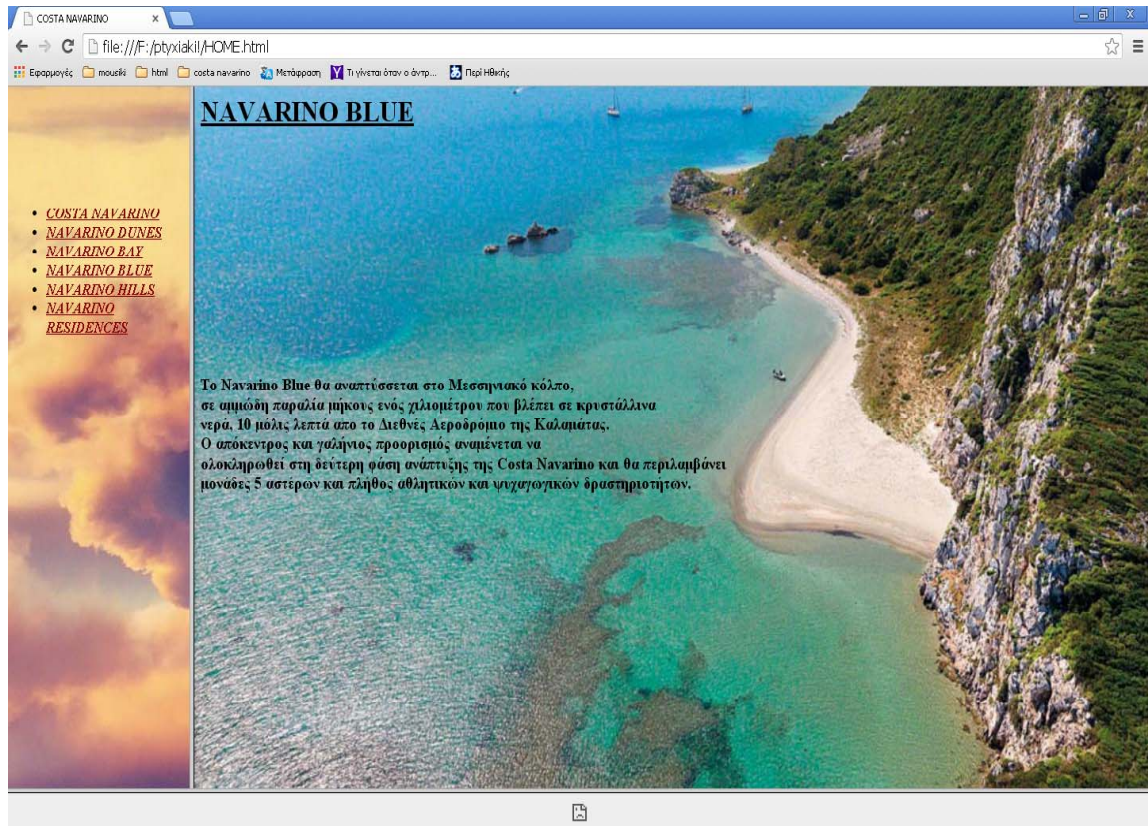 COSTA NAVARINO
file:///F:/ptyxiaki!/HOME.html
Εφαρμογές mousiki html costa navarino Μετάφραση Τι γίνεται όταν ο άντρ... Περί Ηθικής
NAVARINO BLUE
• COSTA NAVARINO
• NAVARINO DUNES
• NAVARINO BAY
• NAVARINO BLUE
• NAVARINO HILLS
• NAVARINO
RESIDENCES
Το Navarino Blue θα αναπτύσσεται στο Μεσσηνιακό κόλπο,
σε αμμώδη παραλία μήκους ενός χιλιομέτρου που βλέπει σε κρυστάλλινα
νερά, 10 μόλις λεπτά απο το Διεθνές Αεροδρόμιο της Καλαμάτας.
Ο απόκεντρος και γαλήνιος προορισμός αναμένεται να
ολοκληρωθεί στη δεύτερη φάση ανάπτυξης της Costa Navarino και θα περιλαμβάνει
μονάδες 5 αστέρων και πλήθος αθλητικών και ψυχαγωγικών δραστηριοτήτων.